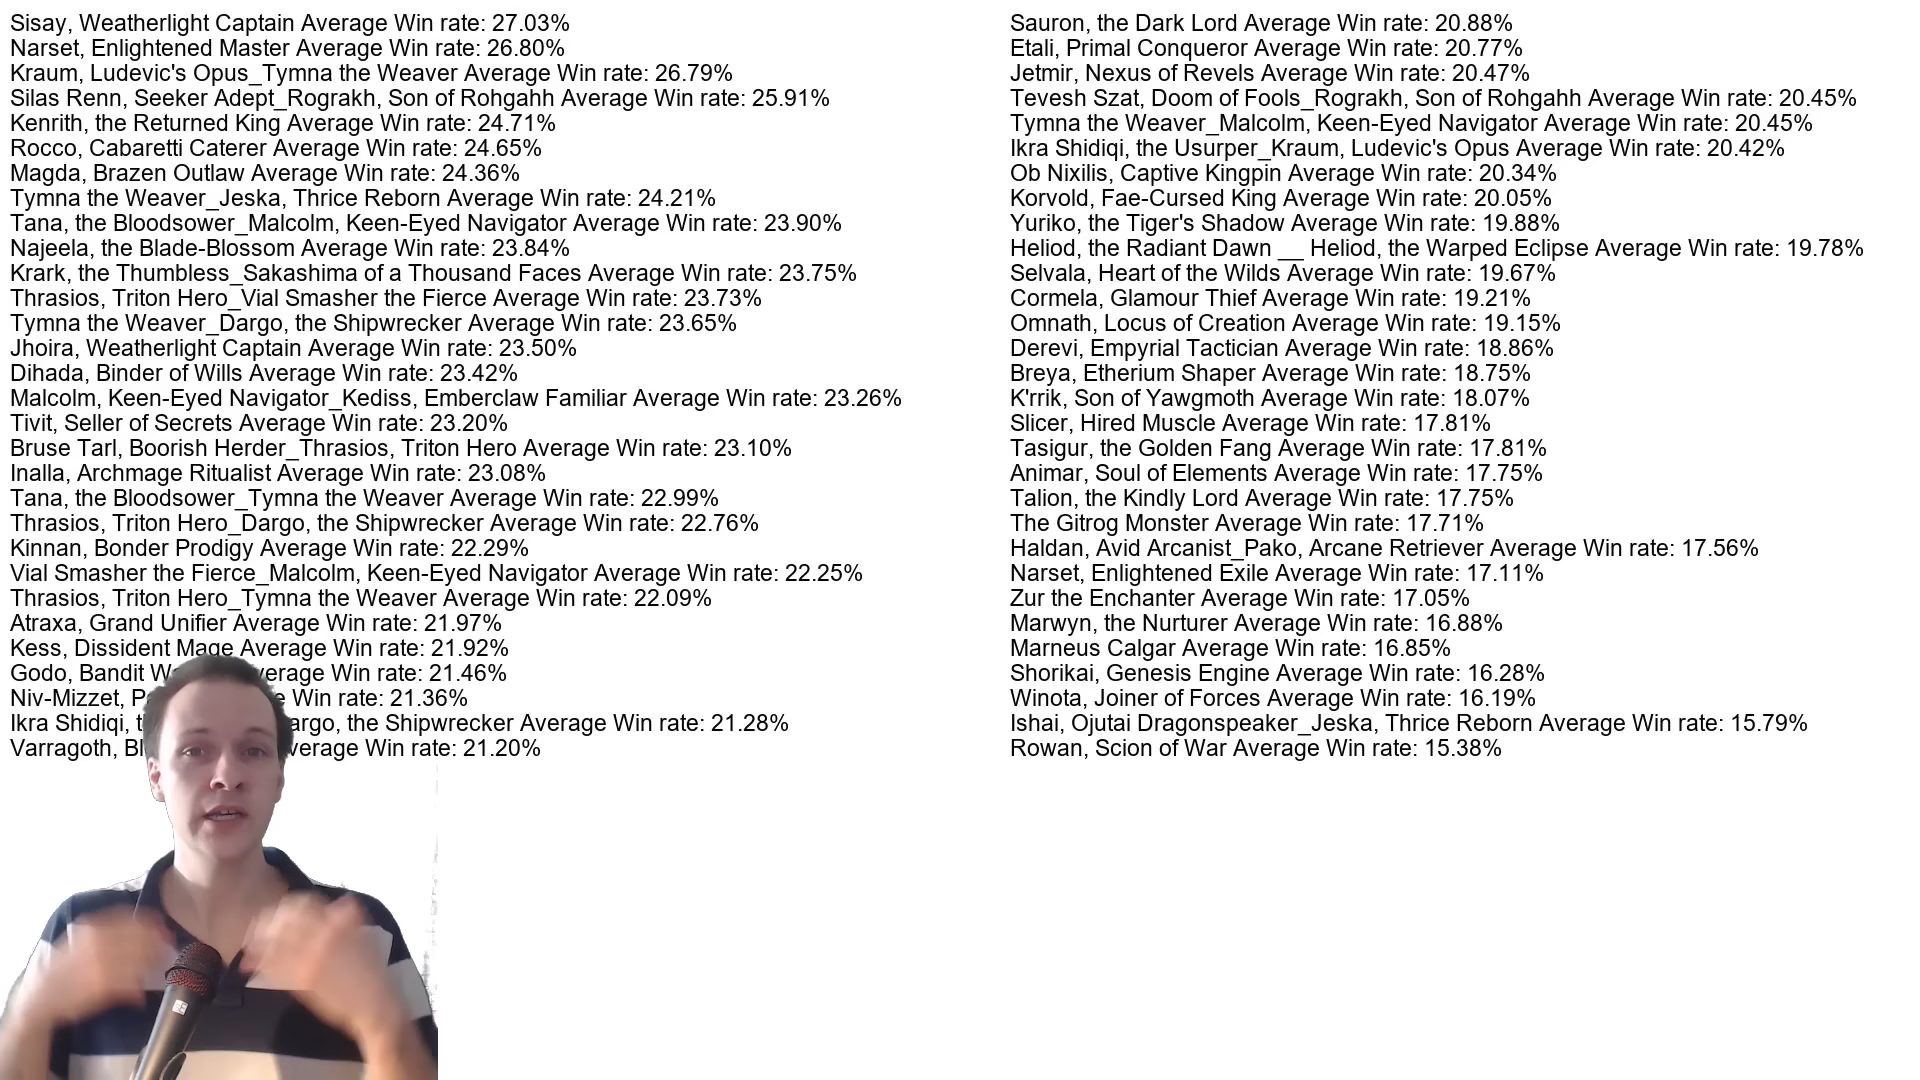 Sisay, Weatherlight Captain Average Win rate: 27.03%
Narset, Enlightened Master Average Win rate: 26.80%
Kraum, Ludevic's Opus_Tymna the Weaver Average Win rate: 26.79%
Silas Renn, Seeker Adept_Rograkh, Son of Rohgahh Average Win rate: 25.91%
Kenrith, the Returned King Average Win rate: 24.71%
Rocco, Cabaretti Caterer Average Win rate: 24.65%
Magda, Brazen Outlaw Average Win rate: 24.36%
Tymna the Weaver_Jeska, Thrice Reborn Average Win rate: 24.21%
Tana, the Bloodsower_Malcolm, Keen-Eyed Navigator Average Win rate: 23.90%
Najeela, the Blade-Blossom Average Win rate: 23.84%
Krark, the Thumbless_Sakashima of a Thousand Faces Average Win rate: 23.75%
Thrasios, Triton Hero_Vial Smasher the Fierce Average Win rate: 23.73%
Tymna the Weaver_Dargo, the Shipwrecker Average Win rate: 23.65%
Jhoira, Weatherlight Captain Average Win rate: 23.50%
Dihada, Binder of Wills Average Win rate: 23.42%
Malcolm, Keen-Eyed Navigator_Kediss, Emberclaw Familiar Average Win rate: 23.26%
Tivit, Seller of Secrets Average Win rate: 23.20%
Bruse Tarl, Boorish Herder_Thrasios, Triton Hero Average Win rate: 23.10%
Inalla, Archmage Ritualist Average Win rate: 23.08%
Tana, the Bloodsower_Tymna the Weaver Average Win rate: 22.99%
Thrasios, Triton Hero_Dargo, the Shipwrecker Average Win rate: 22.76%
Kinnan, Bonder Prodigy Average Win rate: 22.29%
Vial Smasher the Fierce_Malcolm, Keen-Eyed Navigator Average Win rate: 22.25%
Thrasios, Triton Hero_Tymna the Weaver Average Win rate: 22.09%
Atraxa, Grand Unifier Average Win rate: 21.97%
Kess, Dissident Mage Average Win rate: 21.92%
Godo, Bandit Average Win rate: 21.46%
Niv-Mizzet, Win rate: 21.36%
Ikra Shidiqi, the Shipwrecker Average Win rate: 21.28%
Varragoth, Average Win rate: 21.20%
Sauron, the Dark Lord Average Win rate: 20.88%
Etali, Primal Conqueror Average Win rate: 20.77%
Jetmir, Nexus of Revels Average Win rate: 20.47%
Tevesh Szat, Doom of Fools_Rograkh, Son of Rohgahh Average Win rate: 20.45%
Tymna the Weaver_Malcolm, Keen-Eyed Navigator Average Win rate: 20.45%
Ikra Shidiqi, the Usurper_Kraum, Ludevic's Opus Average Win rate: 20.42%
Ob Nixilis, Captive Kingpin Average Win rate: 20.34%
Korvold, Fae-Cursed King Average Win rate: 20.05%
Yuriko, the Tiger's Shadow Average Win rate: 19.88%
Heliod, the Radiant Dawn __ Heliod, the Warped Eclipse Average Win rate: 19.78%
Selvala, Heart of the Wilds Average Win rate: 19.67%
Cormela, Glamour Thief Average Win rate: 19.21%
Omnath, Locus of Creation Average Win rate: 19.15%
Derevi, Empyrial Tactician Average Win rate: 18.86%
Breya, Etherium Shaper Average Win rate: 18.75%
K'rrik, Son of Yawgmoth Average Win rate: 18.07%
Slicer, Hired Muscle Average Win rate: 17.81%
Tasigur, the Golden Fang Average Win rate: 17.81%
Animar, Soul of Elements Average Win rate: 17.75%
Talion, the Kindly Lord Average Win rate: 17.75%
The Gitrog Monster Average Win rate: 17.71%
Haldan, Avid Arcanist_Pako, Arcane Retriever Average Win rate: 17.56%
Narset, Enlightened Exile Average Win rate: 17.11%
Zur the Enchanter Average Win rate: 17.05%
Marwyn, the Nurturer Average Win rate: 16.88%
Marneus Calgar Average Win rate: 16.85%
Shorikai, Genesis Engine Average Win rate: 16.28%
Winota, Joiner of Forces Average Win rate: 16.19%
Ishai, Ojutai Dragonspeaker_Jeska, Thrice Reborn Average Win rate: 15.79%
Rowan, Scion of War Average Win rate: 15.38%